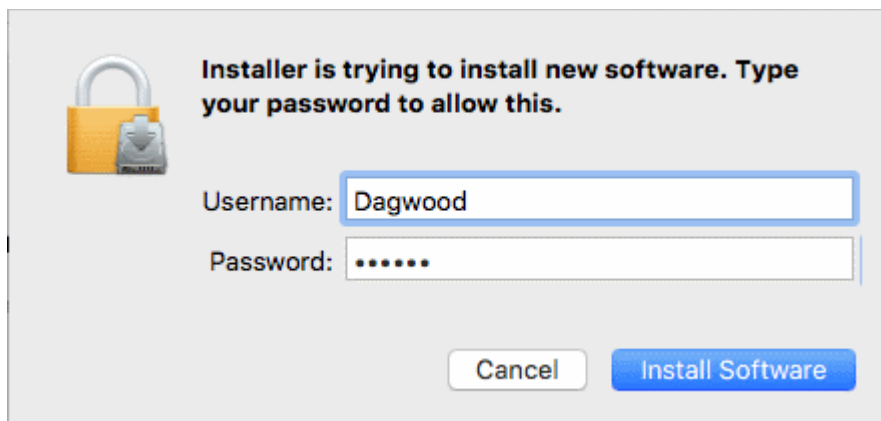 Installer is trying to install new software. Type
your password to allow this.
Username: Dagwood
Password: ••••••
Cancel Install Software